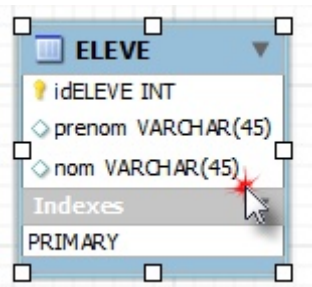 ELEVE
idELEVE INT
prenom VARCHAR(45)
nom VARCHAR(45)
Indexes
PRIMARY